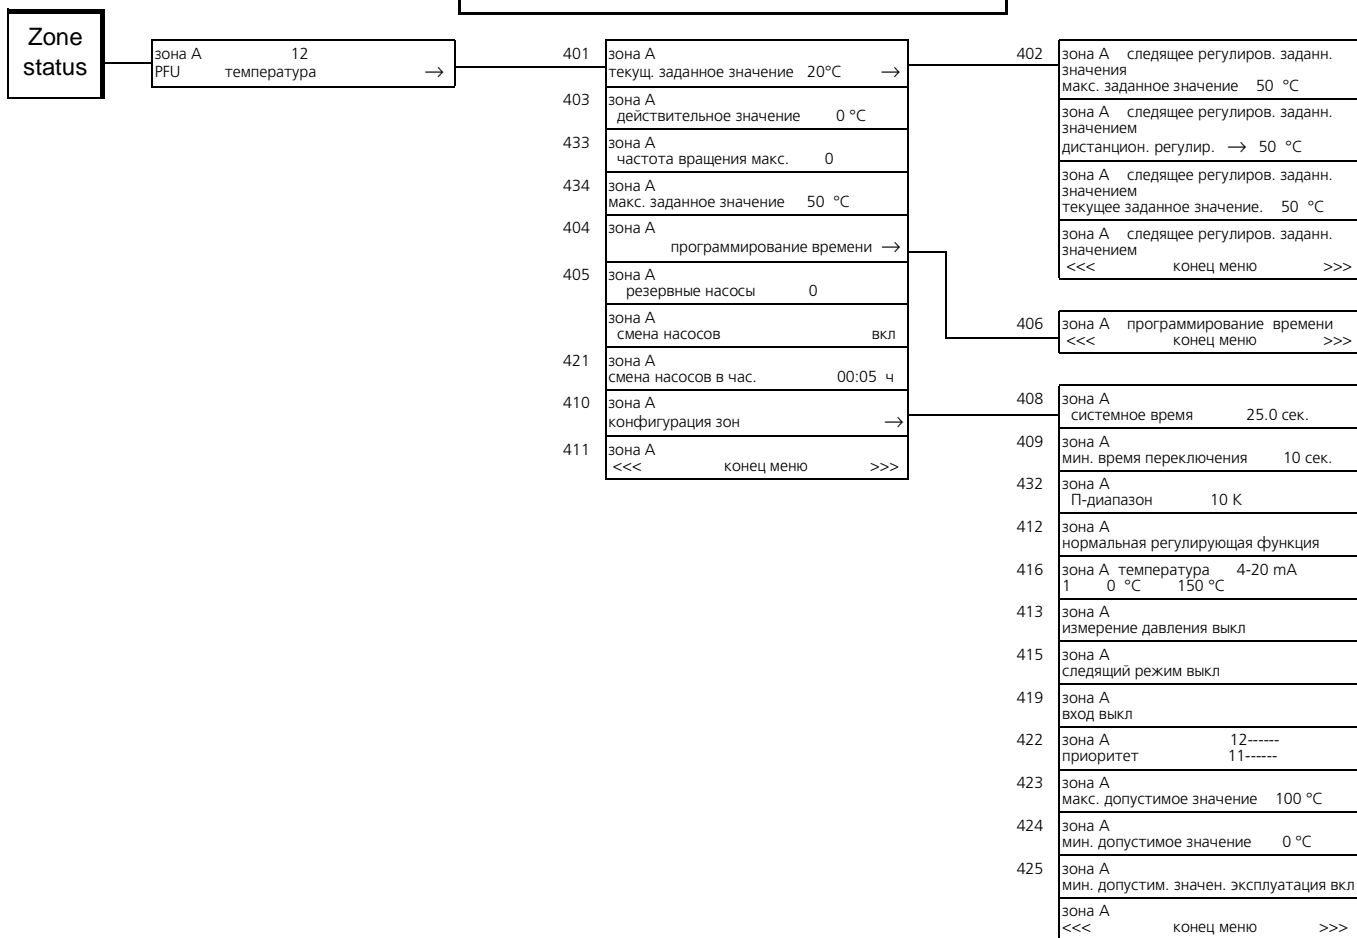 Zone
status
зона A 12
PFU температура →
401 зона A
текущ. заданное значение 20°C →
403 зона A
действительное значение 0 °C
433 зона A
частота вращения макс. 0
434 зона A
макс. заданное значение 50 °C
404 зона A
программирование времени →
405 зона A
резервные насосы 0
зона A
смена насосов вкл
421 зона A
смена насосов в час. 00:05 ч
410 зона A
конфигурация зон →
411 зона A
<<< конец меню >>>
402 зона A следящее регулиров. заданн.
значения
макс. заданное значение 50 °C
зона A следящее регулиров. заданн.
значением
дистанцион. регулир. → 50 °C
зона A следящее регулиров. заданн.
значением
текущее заданное значение. 50 °C
зона A следящее регулиров. заданн.
значением
<<< конец меню >>>
406 зона A программирование времени
<<< конец меню >>>
408 зона A
системное время 25.0 сек.
409 зона A
мин. время переключения 10 сек.
432 зона A
П-диапазон 10 K
412 зона A
нормальная регулирующая функция
416 зона A температура 4-20 mA
1 0 °C 150 °C
413 зона A
измерение давления выкл
415 зона A
следящий режим выкл
419 зона A
вход выкл
422 зона A 12------
приоритет 11------
423 зона A
макс. допустимое значение 100 °C
424 зона A
мин. допустимое значение 0 °C
425 зона A
мин. допустим. значен. эксплуатация вкл
зона A
<<< конец меню >>>